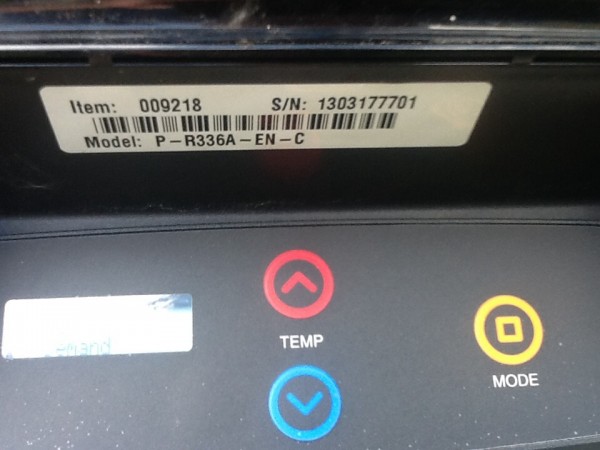 Item: 009218 S/N: 1303177701
Model: P-R336A-EN-C
TEMP
MODE